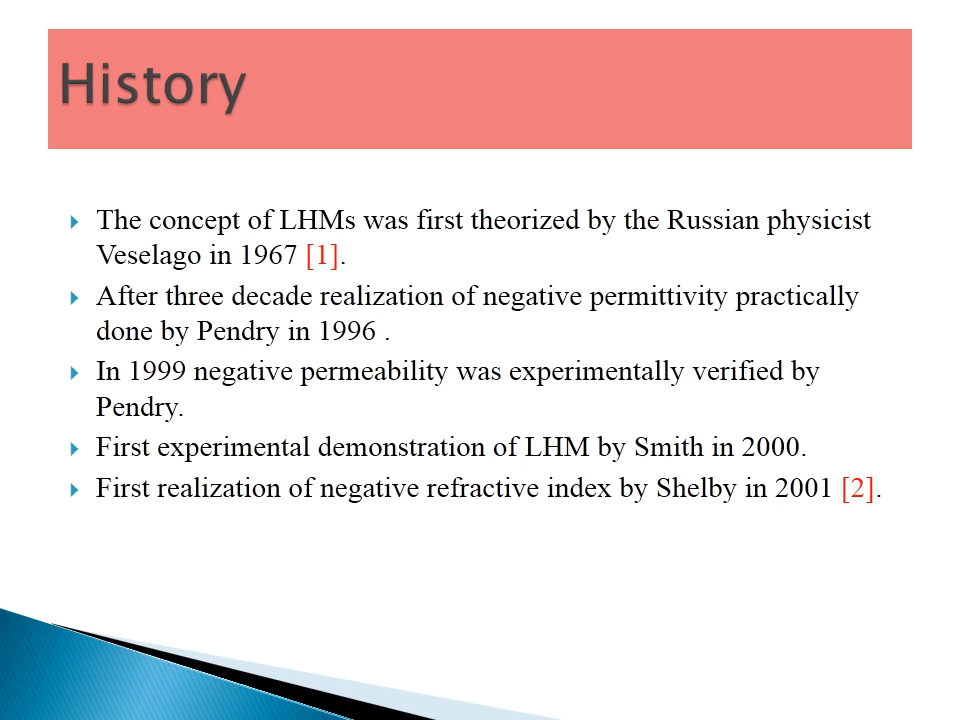 History
The concept of LHMs was first theorized by the Russian physicist
Veselago in 1967 [1].
After three decade realization of negative permittivity practically
done by Pendry in 1996 .
In 1999 negative permeability was experimentally verified by
Pendry.
First experimental demonstration of LHM by Smith in 2000.
First realization of negative refractive index by Shelby in 2001 [2].